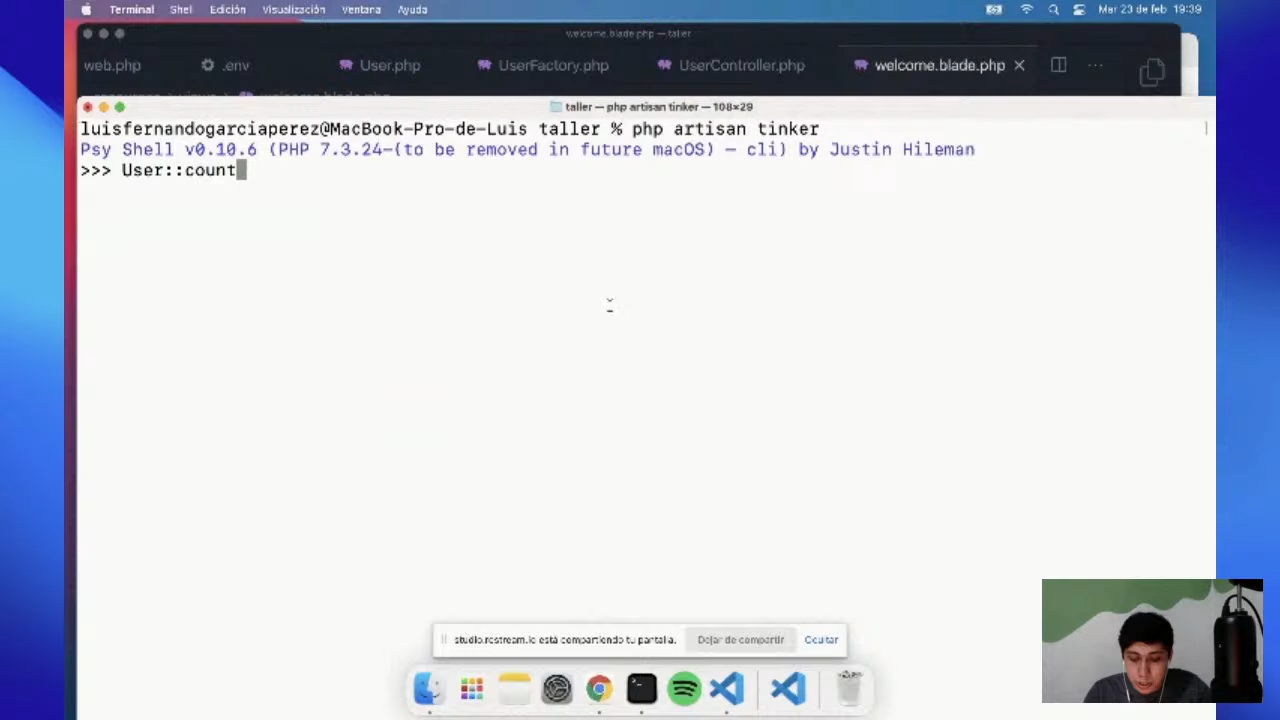 Terminal Shell Edición Visualización Ventana Ayuda Mar 23 de feb 19:39
welcome.blade.php — taller
web.php .env User.php UserFactory.php UserController.php welcome.blade.php
taller — php artisan tinker — 108×29
luisfernandogarciaperez@MacBook-Pro-de-Luis taller % php artisan tinker
Psy Shell v0.10.6 (PHP 7.3.24-(to be removed in future macOS) — cli) by Justin Hileman
>>> User::count
studio.restream.io está compartiendo tu pantalla. Dejar de compartir Ocultar